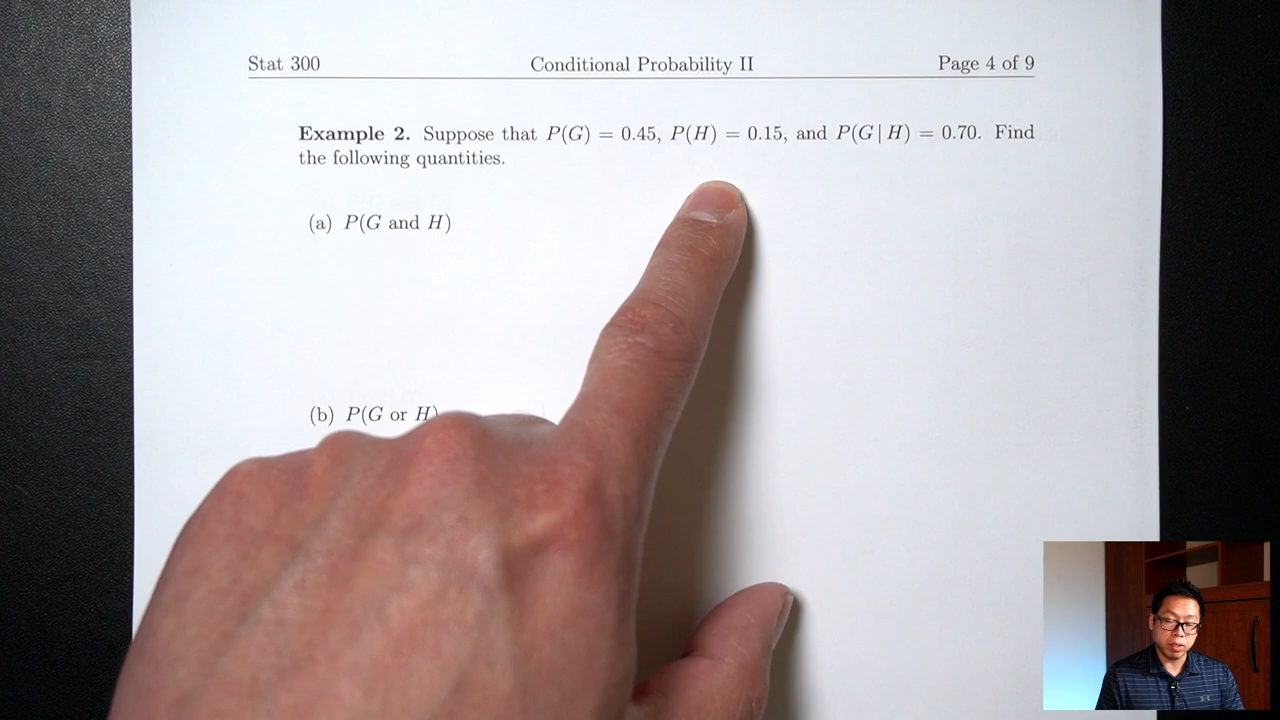 Stat 300 Conditional Probability II Page 4 of 9
Example 2. Suppose that P(G) = 0.45, P(H) = 0.15, and P(G | H) = 0.70. Find
the following quantities.
(a) P(G and H)
(b) P(G or H)